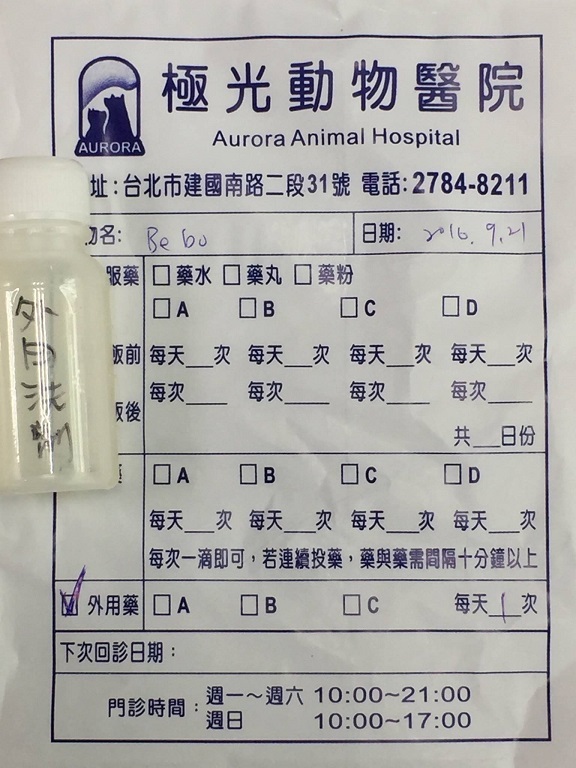 極光動物醫院
AURORA
Aurora Animal Hospital
址:台北市建國南路二段31號 電話:2784-8211
名: Bebo 日期: 2016. 9.21
服藥 □ 藥水 □ 藥丸 □ 藥粉
□ A □ B □ C □ D
飯前 每天__次 每天__次 每天__次 每天__次
每次___ 每次___ 每次___ 每次___
飯後
共__日份
□ A □ B □ C □ D
每天__次 每天__次 每天__次 每天__次
每次一滴即可,若連續投藥,藥與藥需間隔十分鐘以上
☑ 外用藥 □ A □ B □ C 每天 1 次
下次回診日期:
門診時間: 週一~週六 10:00~21:00
週日 10:00~17:00
外
洗
劑